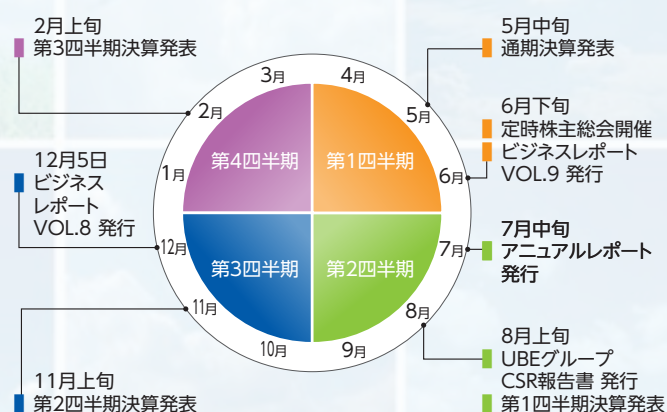 2月上旬
第3四半期決算発表
12月5日
ビジネス
レポート
VOL.8 発行
11月上旬
第2四半期決算発表
3月
4月
2月
5月
1月
6月
12月
7月
11月
8月
10月
9月
第4四半期
第1四半期
第3四半期
第2四半期
5月中旬
通期決算発表
6月下旬
定時株主総会開催
ビジネスレポート
VOL.9 発行
7月中旬
アニュアルレポート
発行
8月上旬
UBEグループ
CSR報告書 発行
第1四半期決算発表